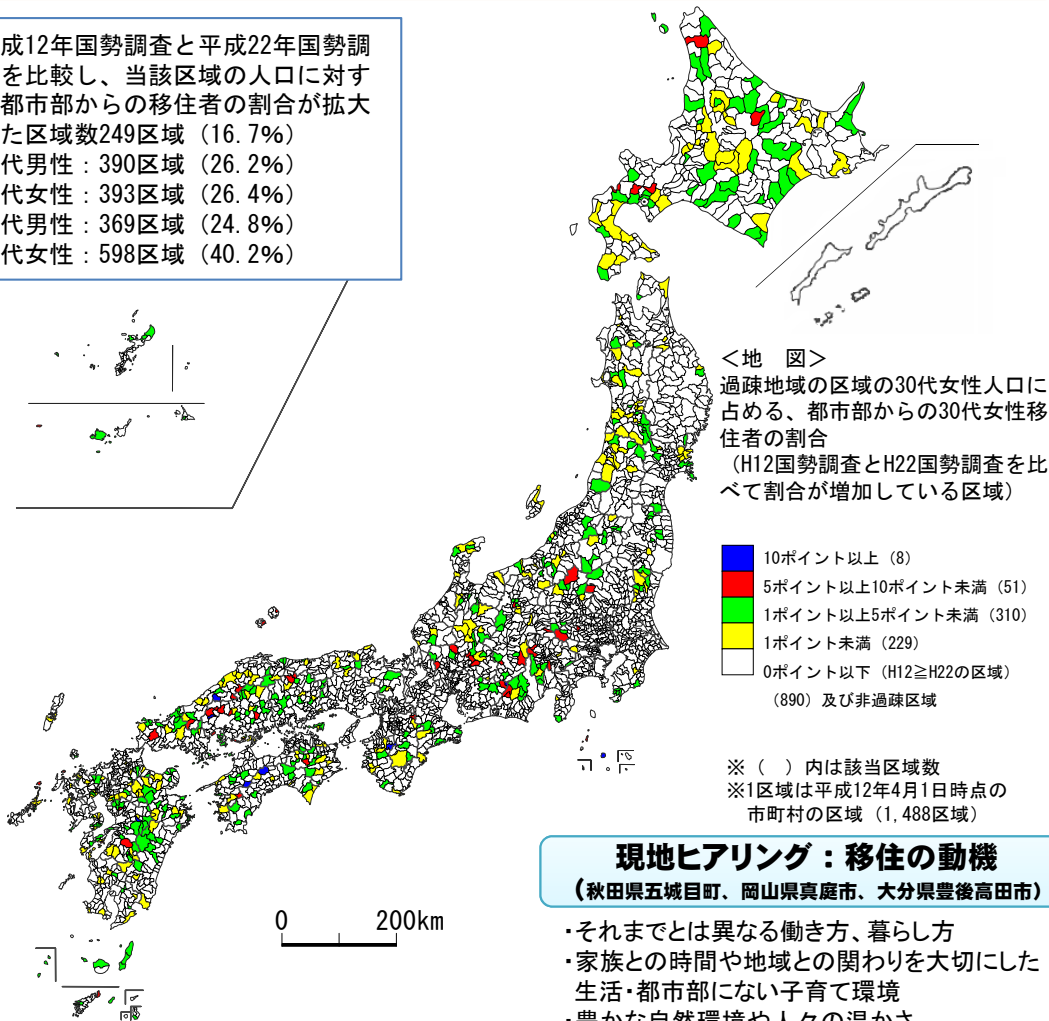 成12年国勢調査と平成22年国勢調
を比較し、当該区域の人口に対す
都市部からの移住者の割合が拡大
た区域数249区域（16.7%）
代男性：390区域（26.2%）
代女性：393区域（26.4%）
代男性：369区域（24.8%）
代女性：598区域（40.2%）
＜地　図＞
過疎地域の区域の30代女性人口に
占める、都市部からの30代女性移
住者の割合
（H12国勢調査とH22国勢調査を比
べて割合が増加している区域）
10ポイント以上（8）
5ポイント以上10ポイント未満（51）
1ポイント以上5ポイント未満（310）
1ポイント未満（229）
0ポイント以下（H12≧H22の区域）
（890）及び非過疎区域
※（　）内は該当区域数
※1区域は平成12年4月1日時点の
市町村の区域（1,488区域）
0　200km
現地ヒアリング：移住の動機
（秋田県五城目町、岡山県真庭市、大分県豊後高田市）
・それまでとは異なる働き方、暮らし方
・家族との時間や地域との関わりを大切にした
生活・都市部にない子育て環境
・豊かな自然環境や人々の温かさ